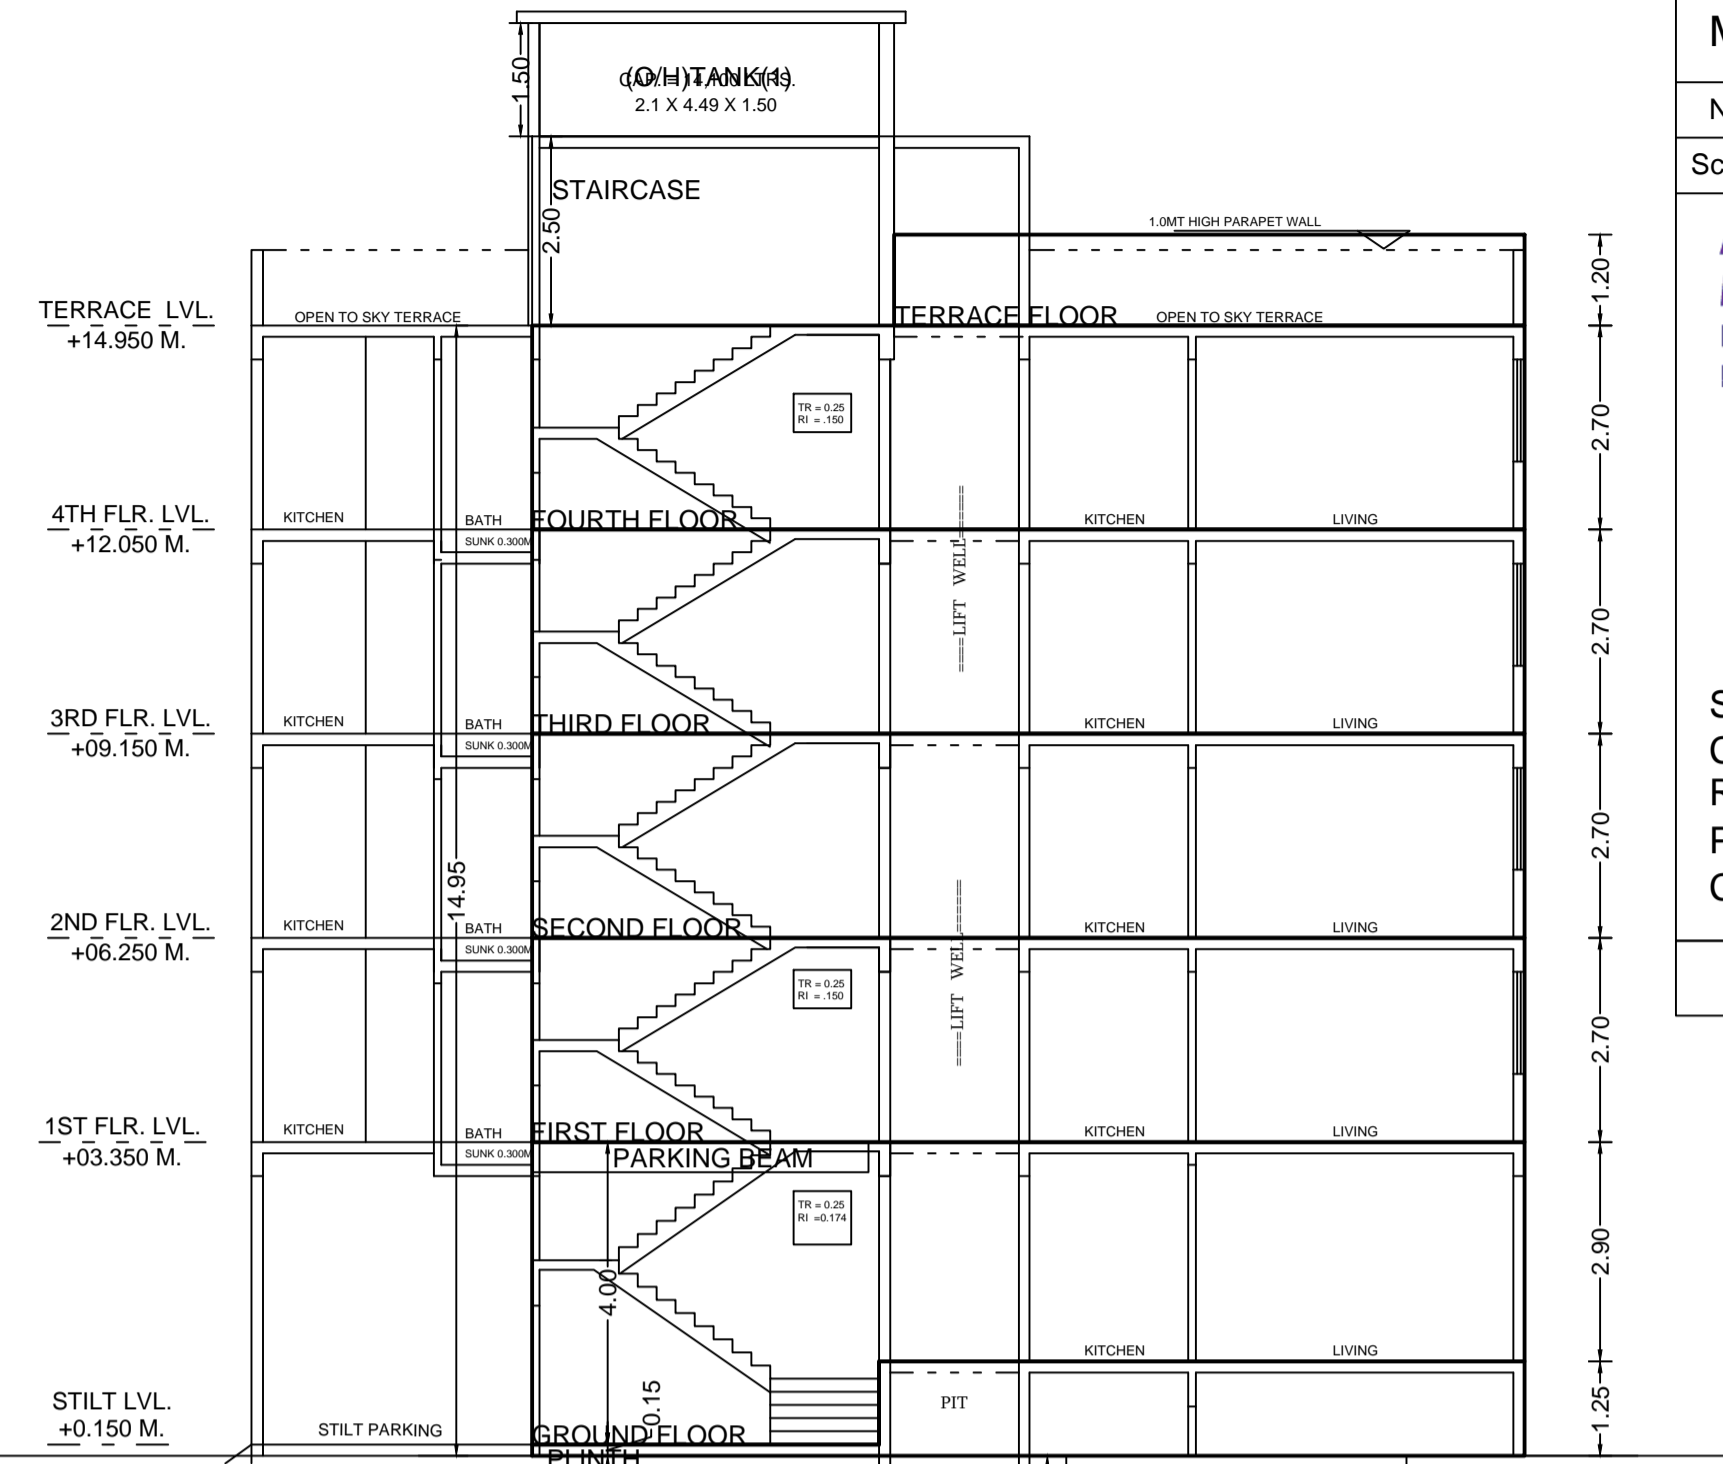 1.50
(O/H)TANK(1)
CAP. = 14,100 LTRS.
2.1 X 4.49 X 1.50
STAIRCASE
2.50
1.0MT HIGH PARAPET WALL
1.20
TERRACE LVL.
+14.950 M.
OPEN TO SKY TERRACE
TERRACE FLOOR
OPEN TO SKY TERRACE
TR = 0.25
RI = .150
2.70
4TH FLR. LVL.
+12.050 M.
KITCHEN
BATH
FOURTH FLOOR
KITCHEN
LIVING
SUNK 0.300M
====LIFT WELL======
2.70
3RD FLR. LVL.
+09.150 M.
KITCHEN
BATH
THIRD FLOOR
KITCHEN
LIVING
SUNK 0.300M
2.70
14.95
2ND FLR. LVL.
+06.250 M.
KITCHEN
BATH
SECOND FLOOR
KITCHEN
LIVING
SUNK 0.300M
====LIFT WELL======
TR = 0.25
RI = .150
2.70
1ST FLR. LVL.
+03.350 M.
KITCHEN
BATH
FIRST FLOOR
KITCHEN
LIVING
SUNK 0.300M
PARKING BEAM
TR = 0.25
RI =0.174
4.00
2.90
KITCHEN
LIVING
STILT LVL.
+0.150 M.
STILT PARKING
0.15
GROUND FLOOR
PLINTH
PIT
1.25
M
N
Sc
S
R